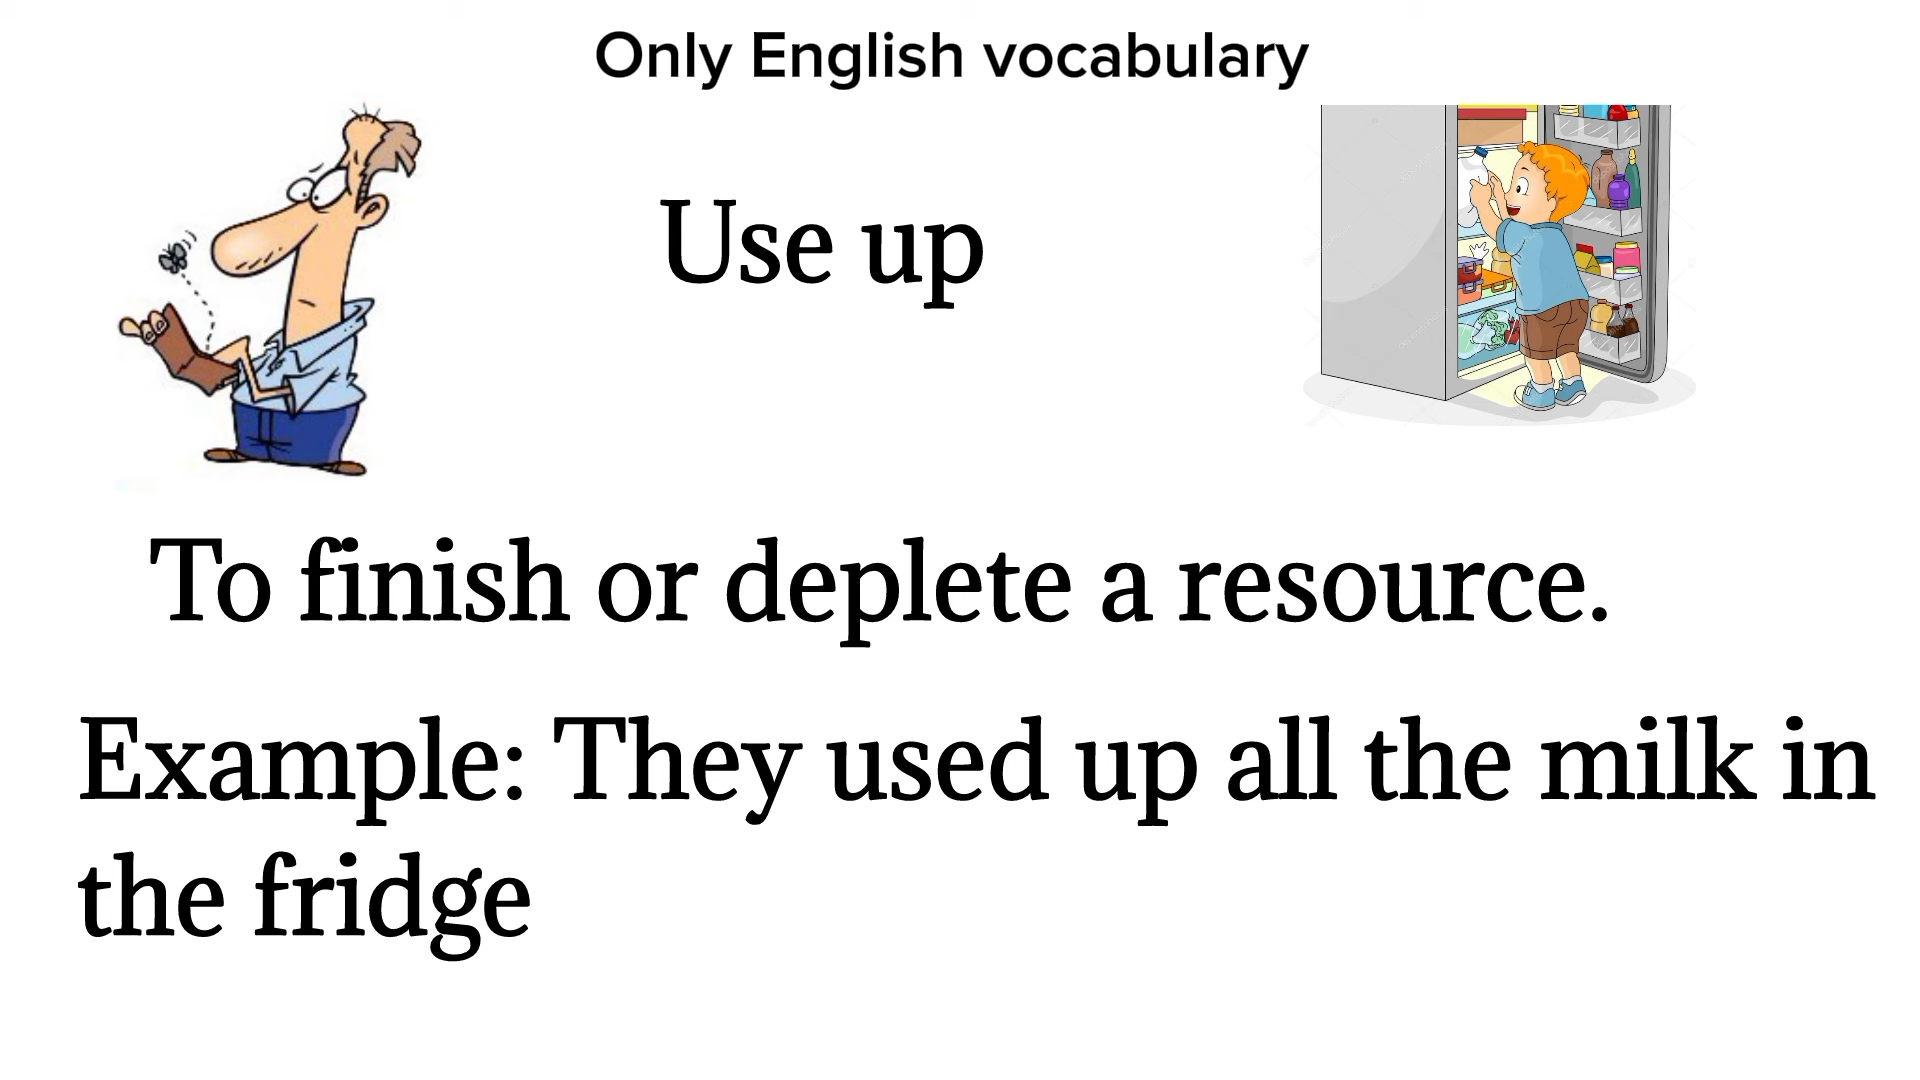 Only English vocabulary
Use up
To finish or deplete a resource.
Example: They used up all the milk in
the fridge